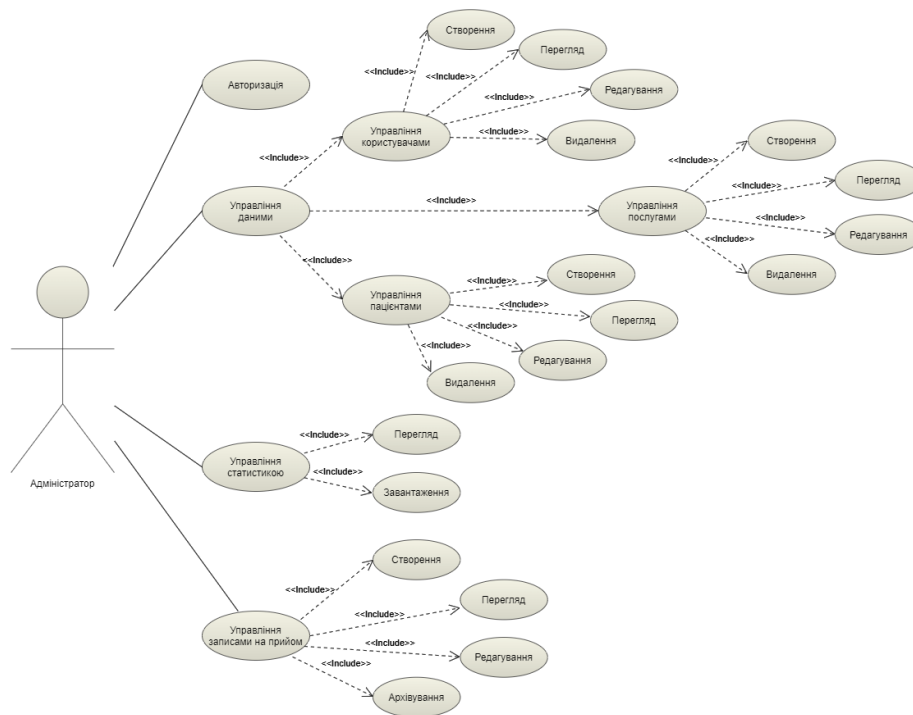 Створення
<<Include>>
Перегляд
<<Include>>
Авторизація
<<Include>>
Редагування
Управління
користувачами
<<Include>>
Видалення
<<Include>>
Створення
<<Include>>
Управління
даними
<<Include>>
Управління
послугами
<<Include>>
Перегляд
<<Include>>
Редагування
<<Include>>
Видалення
<<Include>>
Управління
пацієнтами
<<Include>>
Створення
<<Include>>
Перегляд
<<Include>>
Редагування
<<Include>>
Видалення
Адміністратор
Управління
статистикою
<<Include>>
Перегляд
<<Include>>
Завантаження
Управління
записами на прийом
<<Include>>
Створення
<<Include>>
Перегляд
<<Include>>
Редагування
<<Include>>
Архівування